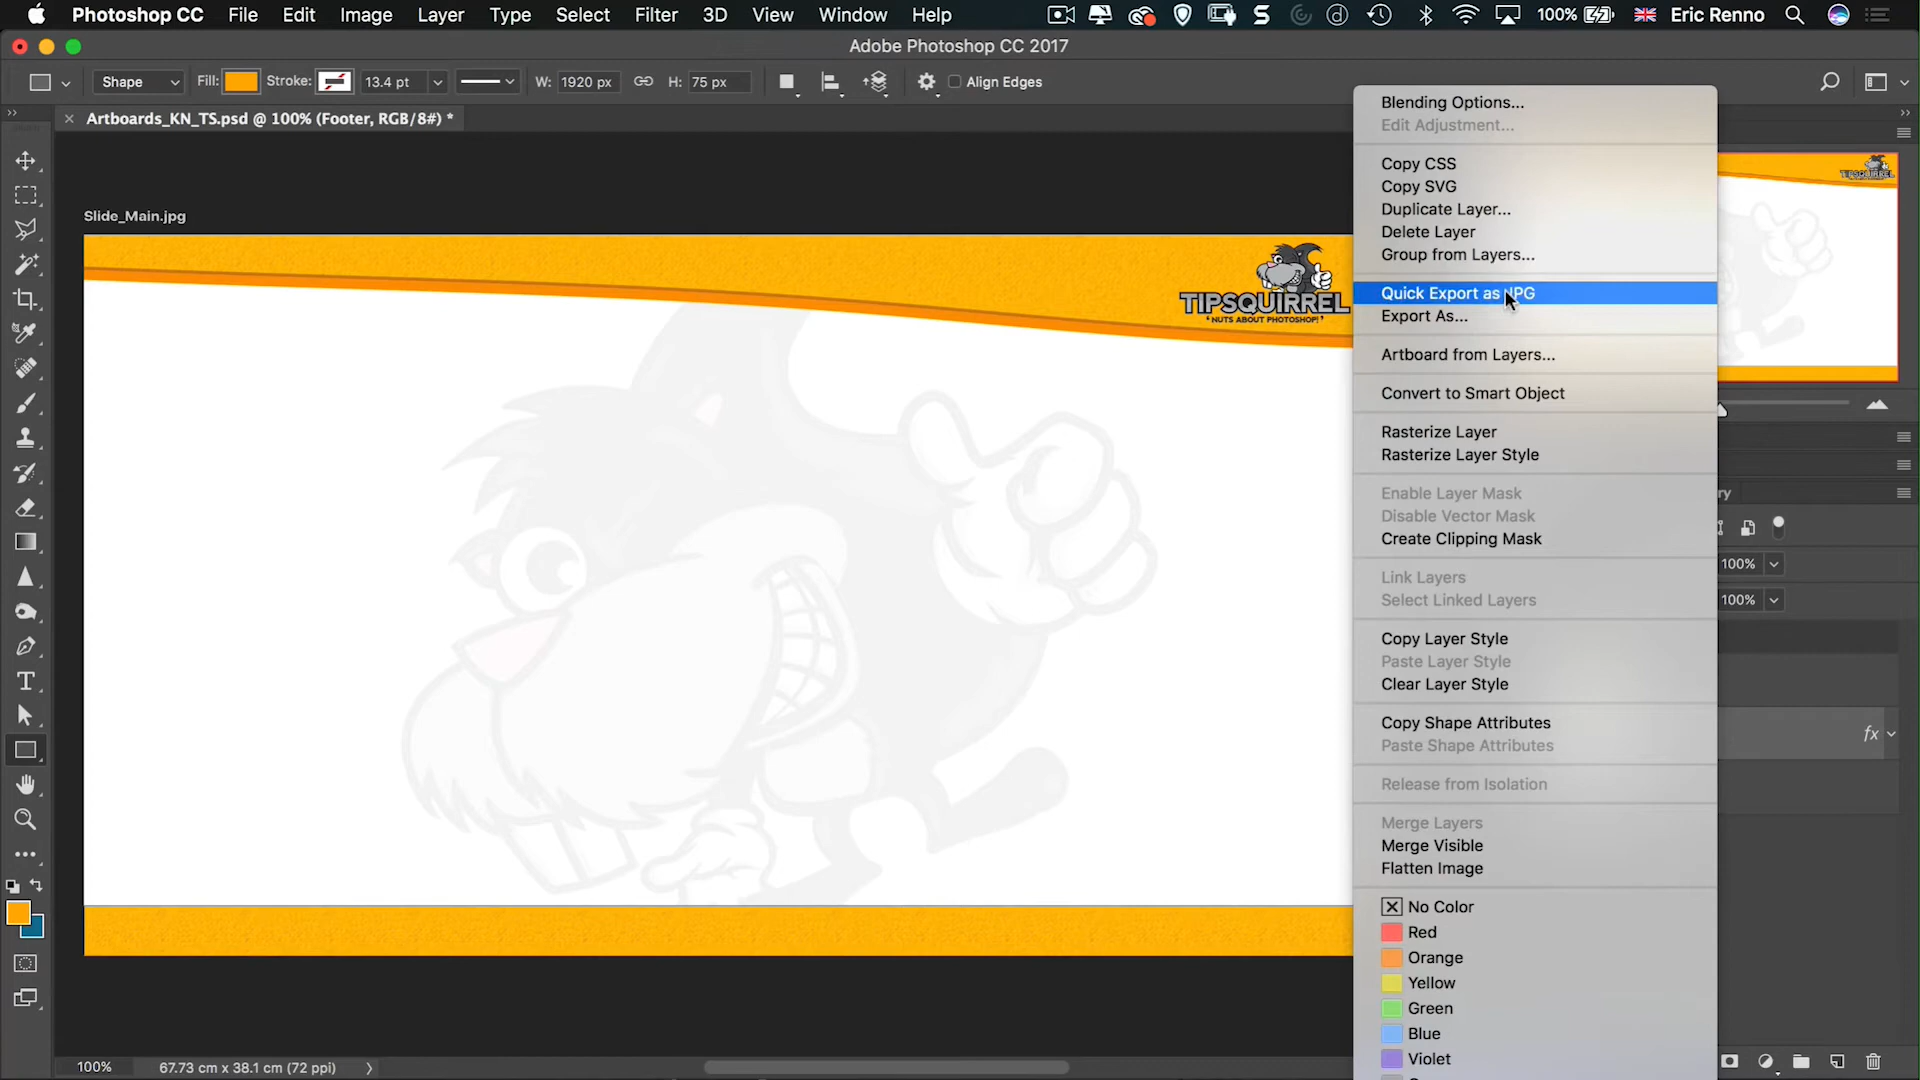 Photoshop CC File Edit Image Layer Type Select Filter 3D View Window Help 100% Eric Renno
Adobe Photoshop CC 2017
Shape Fill: Stroke: 13.4 pt W: 1920 px H: 75 px Align Edges
Artboards_KN_TS.psd @ 100% (Footer, RGB/8#) *
Slide_Main.jpg
TIPSQUIRREL
'NUTS ABOUT PHOTOSHOP!'
Blending Options...
Edit Adjustment...
Copy CSS
Copy SVG
Duplicate Layer...
Delete Layer
Group from Layers...
Quick Export as JPG
Export As...
Artboard from Layers...
Convert to Smart Object
Rasterize Layer
Rasterize Layer Style
Enable Layer Mask
Disable Vector Mask
Create Clipping Mask
Link Layers
Select Linked Layers
Copy Layer Style
Paste Layer Style
Clear Layer Style
Copy Shape Attributes
Paste Shape Attributes
Release from Isolation
Merge Layers
Merge Visible
Flatten Image
No Color
Red
Orange
Yellow
Green
Blue
Violet
TIPSQUIRREL
ry
100%
100%
fx
100% 67.73 cm x 38.1 cm (72 ppi)